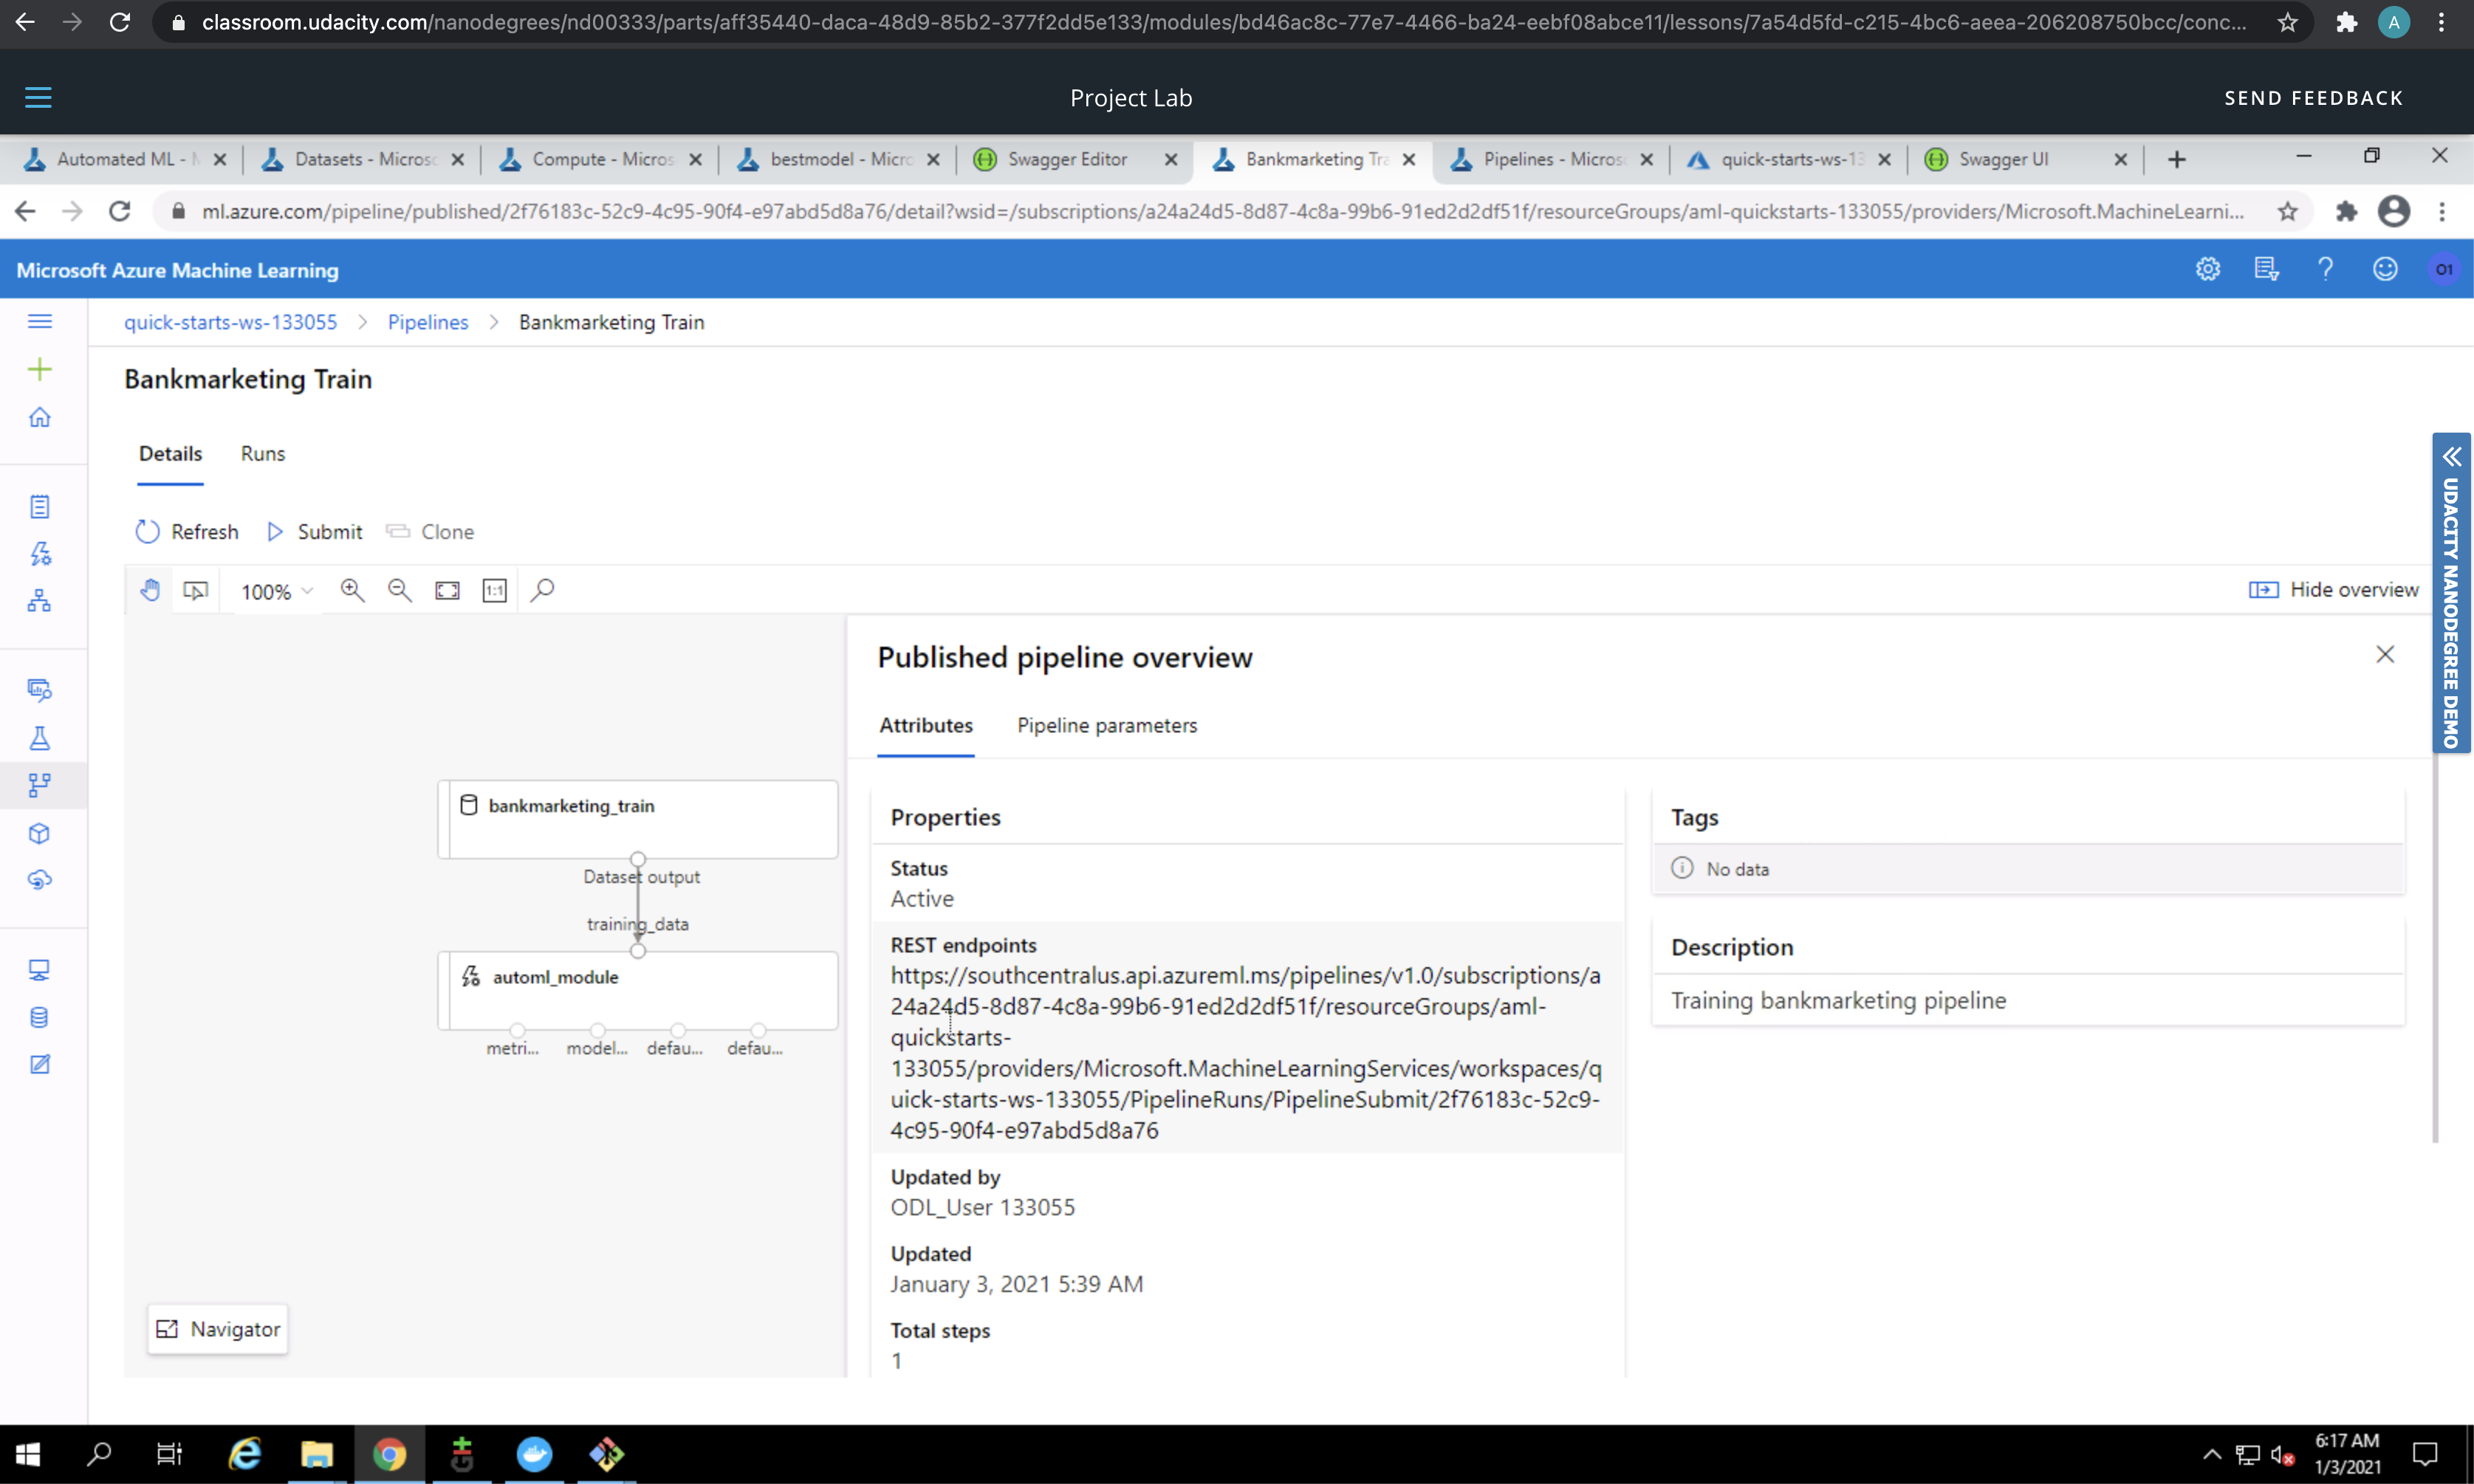 classroom.udacity.com/nanodegrees/nd00333/parts/aff35440-daca-48d9-85b2-377f2dd5e133/modules/bd46ac8c-77e7-4466-ba24-eebf08abce11/lessons/7a54d5fd-c215-4bc6-aeea-206208750bcc/conc...
A
Project Lab
SEND FEEDBACK
Automated ML - M
Datasets - Microsc
Compute - Micros
bestmodel - Micro
Swagger Editor
Bankmarketing Tra
Pipelines - Micros
quick-starts-ws-13
Swagger UI
ml.azure.com/pipeline/published/2f76183c-52c9-4c95-90f4-e97abd5d8a76/detail?wsid=/subscriptions/a24a24d5-8d87-4c8a-99b6-91ed2d2df51f/resourceGroups/aml-quickstarts-133055/providers/Microsoft.MachineLearni...
Microsoft Azure Machine Learning
O1
quick-starts-ws-133055 > Pipelines > Bankmarketing Train
Bankmarketing Train
Details
Runs
Refresh
Submit
Clone
100%
1:1
Hide overview
UDACITY NANODEGREE DEMO
Published pipeline overview
Attributes
Pipeline parameters
bankmarketing_train
Dataset output
training_data
automl_module
metri...
model...
defau...
defau...
Navigator
Properties
Status
Active
REST endpoints
https://southcentralus.api.azureml.ms/pipelines/v1.0/subscriptions/a
24a24d5-8d87-4c8a-99b6-91ed2d2df51f/resourceGroups/aml-
quickstarts-
133055/providers/Microsoft.MachineLearningServices/workspaces/q
uick-starts-ws-133055/PipelineRuns/PipelineSubmit/2f76183c-52c9-
4c95-90f4-e97abd5d8a76
Updated by
ODL_User 133055
Updated
January 3, 2021 5:39 AM
Total steps
1
Tags
No data
Description
Training bankmarketing pipeline
6:17 AM
1/3/2021